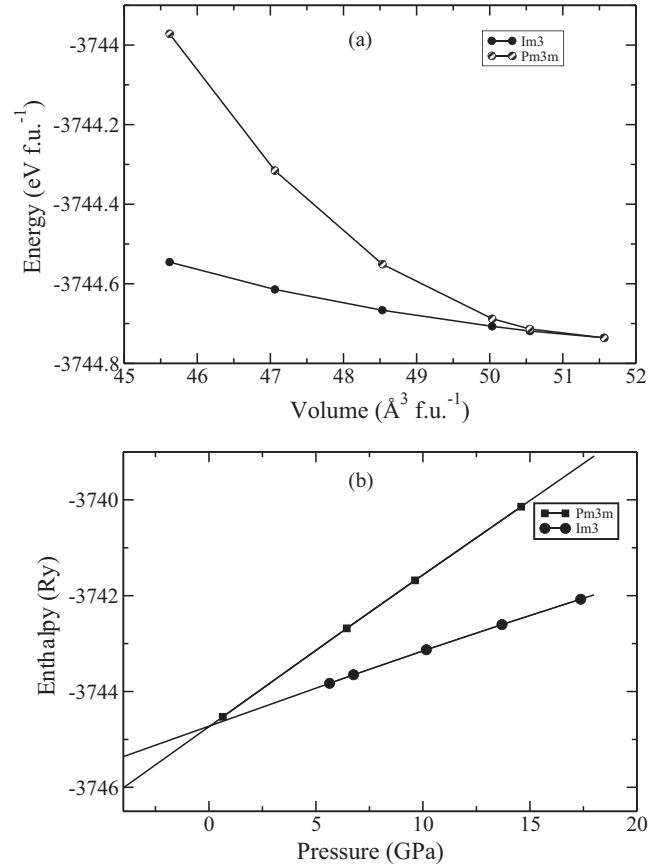 (a)
Im3
Pm3m
-3744
-3744.2
-3744.4
-3744.6
-3744.8
Energy (eV f.u.⁻¹)
45 46 47 48 49 50 51 52
Volume (Å³ f.u.⁻¹)
(b)
Pm3m
Im3
-3740
-3742
-3744
-3746
Enthalpy (Ry)
0 5 10 15 20
Pressure (GPa)